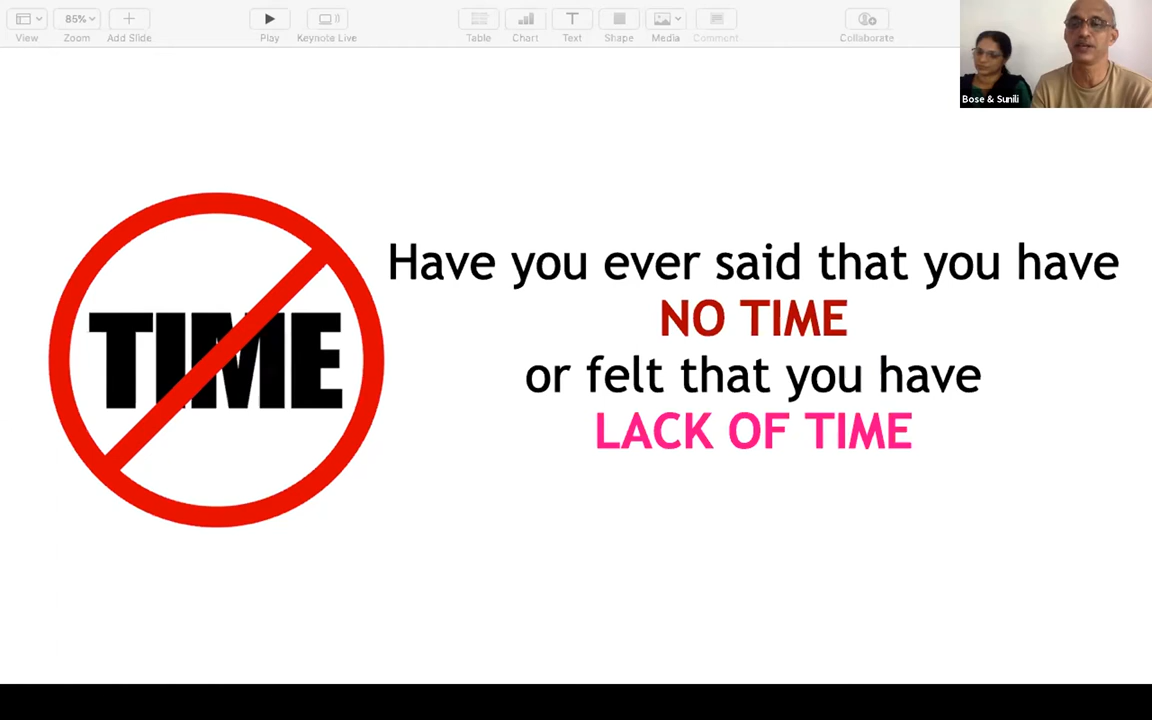 85%
View Zoom Add Slide Play Keynote Live Table Chart Text Shape Media Comment Collaborate
Bose & Sunili
TIME
Have you ever said that you have
NO TIME
or felt that you have
LACK OF TIME